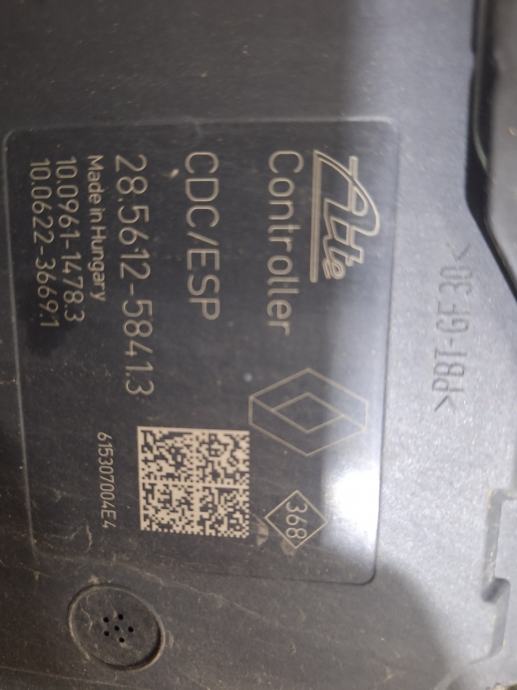 Ate
Controller
CDC/ESP
28.5612-5841.3
Made in Hungary
10.0961-1478.3
10.0622-3669.1
368
615307004E4
>PBT-GF30<